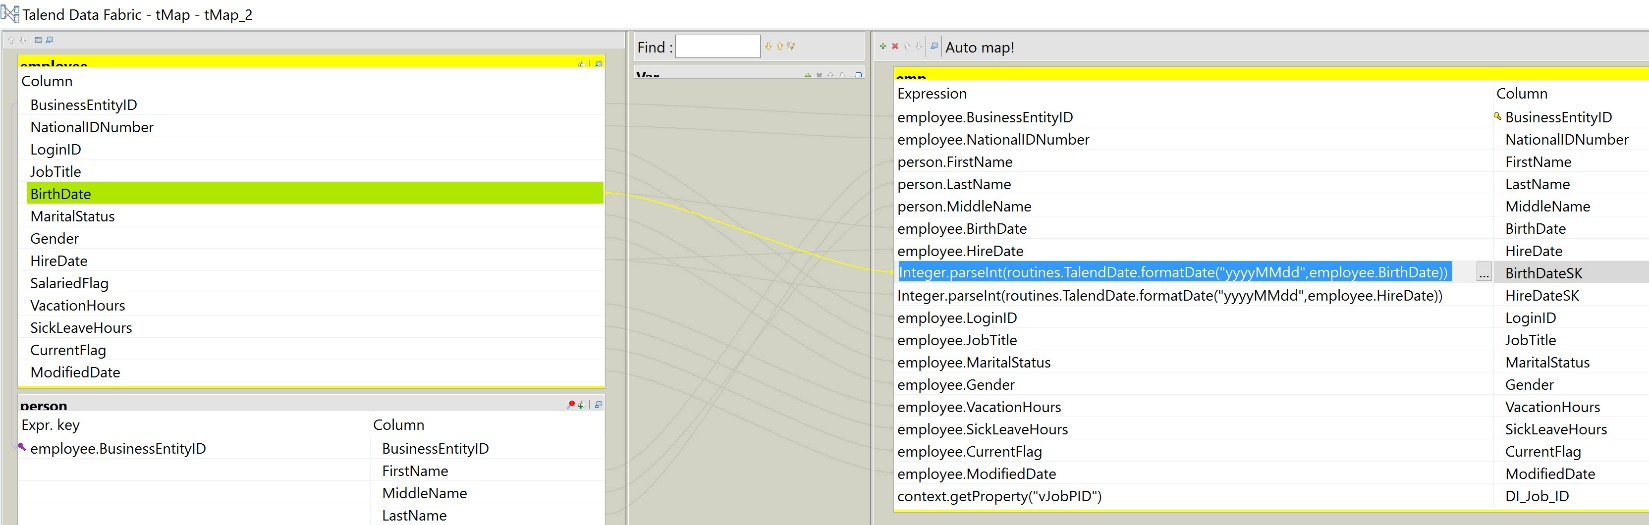 Talend Data Fabric - tMap - tMap_2
Find :
Auto map!
employee
Column
BusinessEntityID
NationalIDNumber
LoginID
JobTitle
BirthDate
MaritalStatus
Gender
HireDate
SalariedFlag
VacationHours
SickLeaveHours
CurrentFlag
ModifiedDate
person
Expr. key Column
employee.BusinessEntityID BusinessEntityID
FirstName
MiddleName
LastName
Var
emp
Expression Column
employee.BusinessEntityID BusinessEntityID
employee.NationalIDNumber NationalIDNumber
person.FirstName FirstName
person.LastName LastName
person.MiddleName MiddleName
employee.BirthDate BirthDate
employee.HireDate HireDate
Integer.parseInt(routines.TalendDate.formatDate("yyyyMMdd",employee.BirthDate)) ... BirthDateSK
Integer.parseInt(routines.TalendDate.formatDate("yyyyMMdd",employee.HireDate)) HireDateSK
employee.LoginID LoginID
employee.JobTitle JobTitle
employee.MaritalStatus MaritalStatus
employee.Gender Gender
employee.VacationHours VacationHours
employee.SickLeaveHours SickLeaveHours
employee.CurrentFlag CurrentFlag
employee.ModifiedDate ModifiedDate
context.getProperty("vJobPID") DI_Job_ID